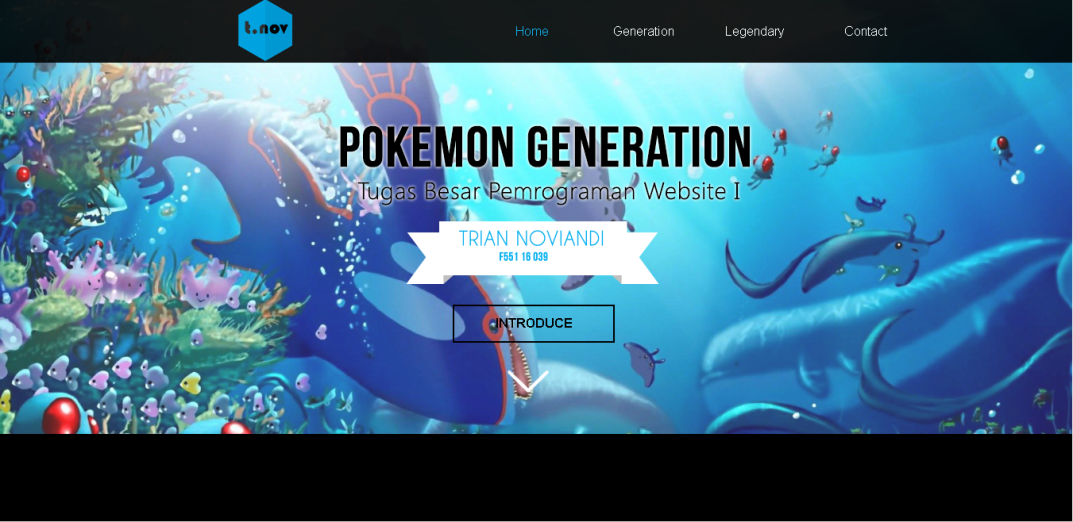 t.nov
Home Generation Legendary Contact
POKEMON GENERATION
Tugas Besar Pemrograman Website I
TRIAN NOVIANDI
F551 16 039
INTRODUCE